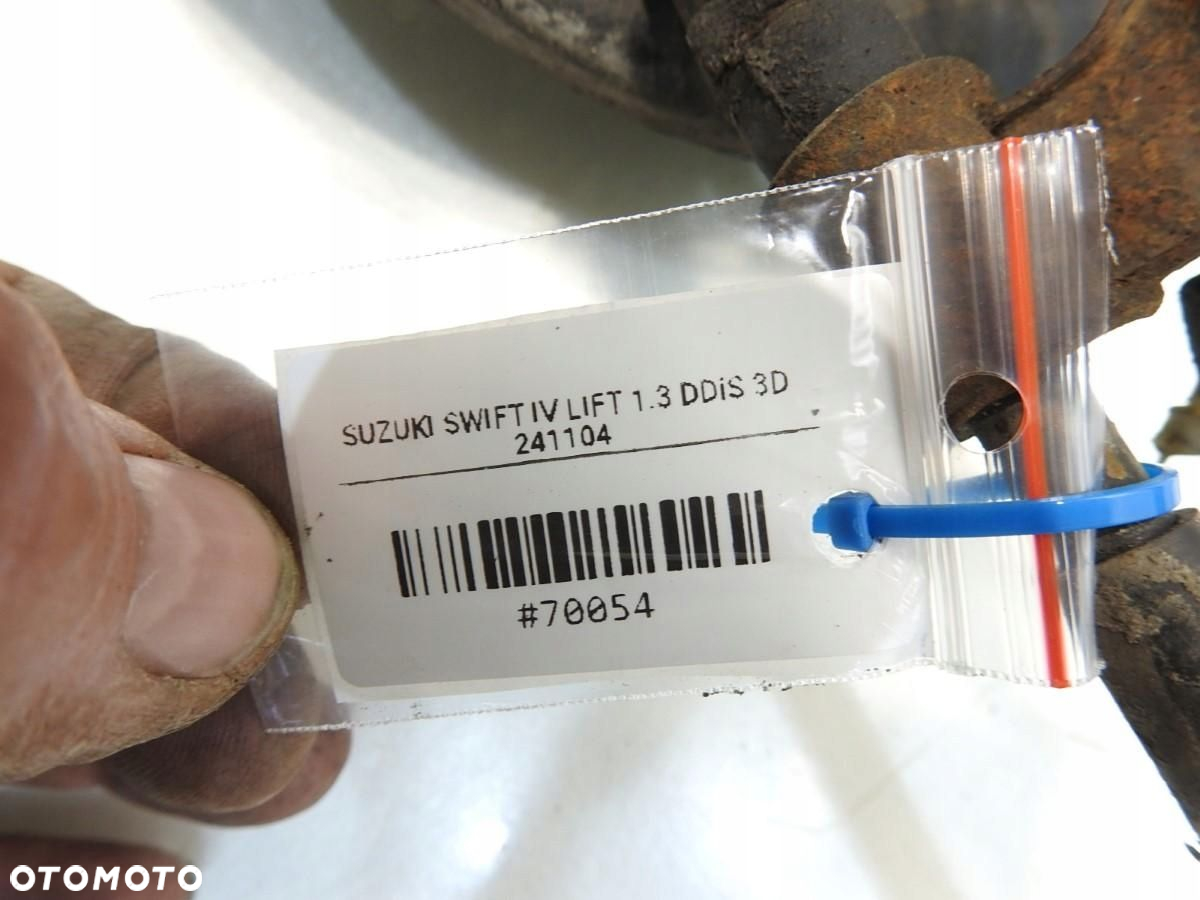 SUZUKI SWIFT IV LIFT 1.3 DDiS 3D
241104
#70054
OTOMOTO